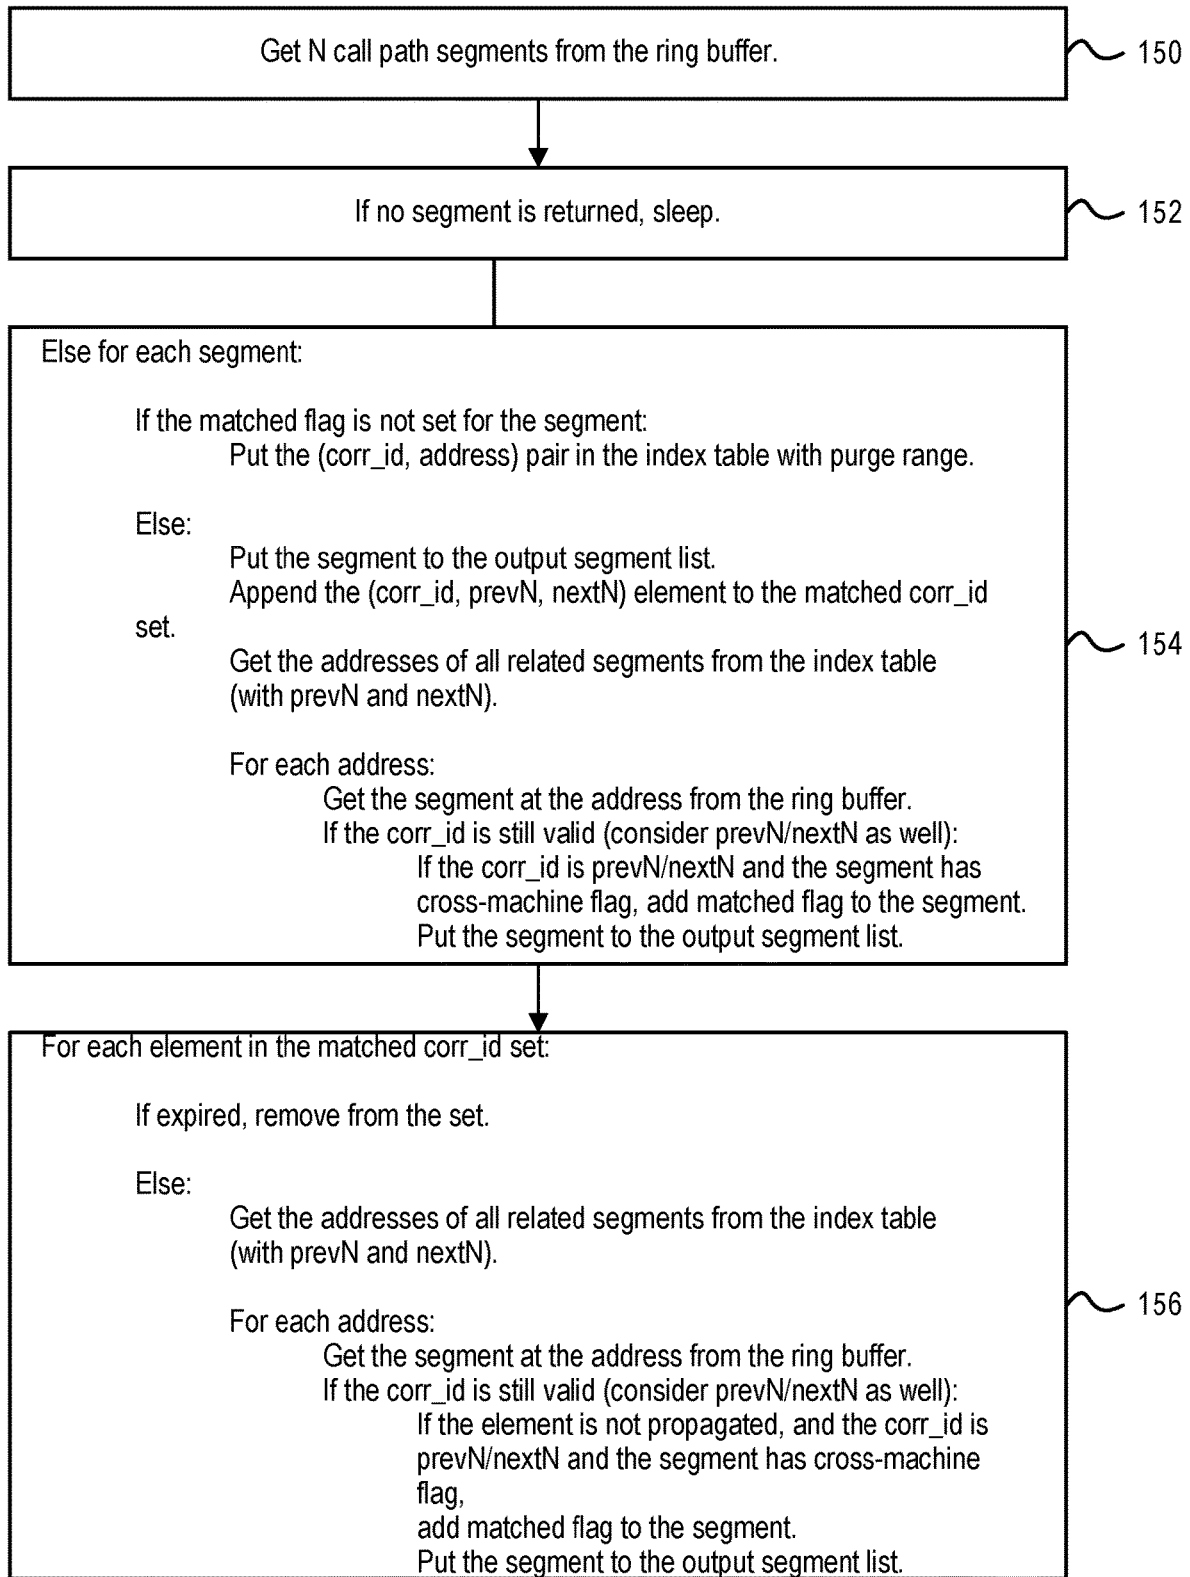 Get N call path segments from the ring buffer.
150
If no segment is returned, sleep.
152
Else for each segment:
If the matched flag is not set for the segment:
Put the (corr_id, address) pair in the index table with purge range.
Else:
Put the segment to the output segment list.
Append the (corr_id, prevN, nextN) element to the matched corr_id
set.
154
Get the addresses of all related segments from the index table
(with prevN and nextN).
For each address:
Get the segment at the address from the ring buffer.
If the corr_id is still valid (consider prevN/nextN as well):
If the corr_id is prevN/nextN and the segment has
cross-machine flag, add matched flag to the segment.
Put the segment to the output segment list.
For each element in the matched corr_id set:
If expired, remove from the set.
Else:
Get the addresses of all related segments from the index table
(with prevN and nextN).
156
For each address:
Get the segment at the address from the ring buffer.
If the corr_id is still valid (consider prevN/nextN as well):
If the element is not propagated, and the corr_id is
prevN/nextN and the segment has cross-machine
flag,
add matched flag to the segment.
Put the segment to the output segment list.